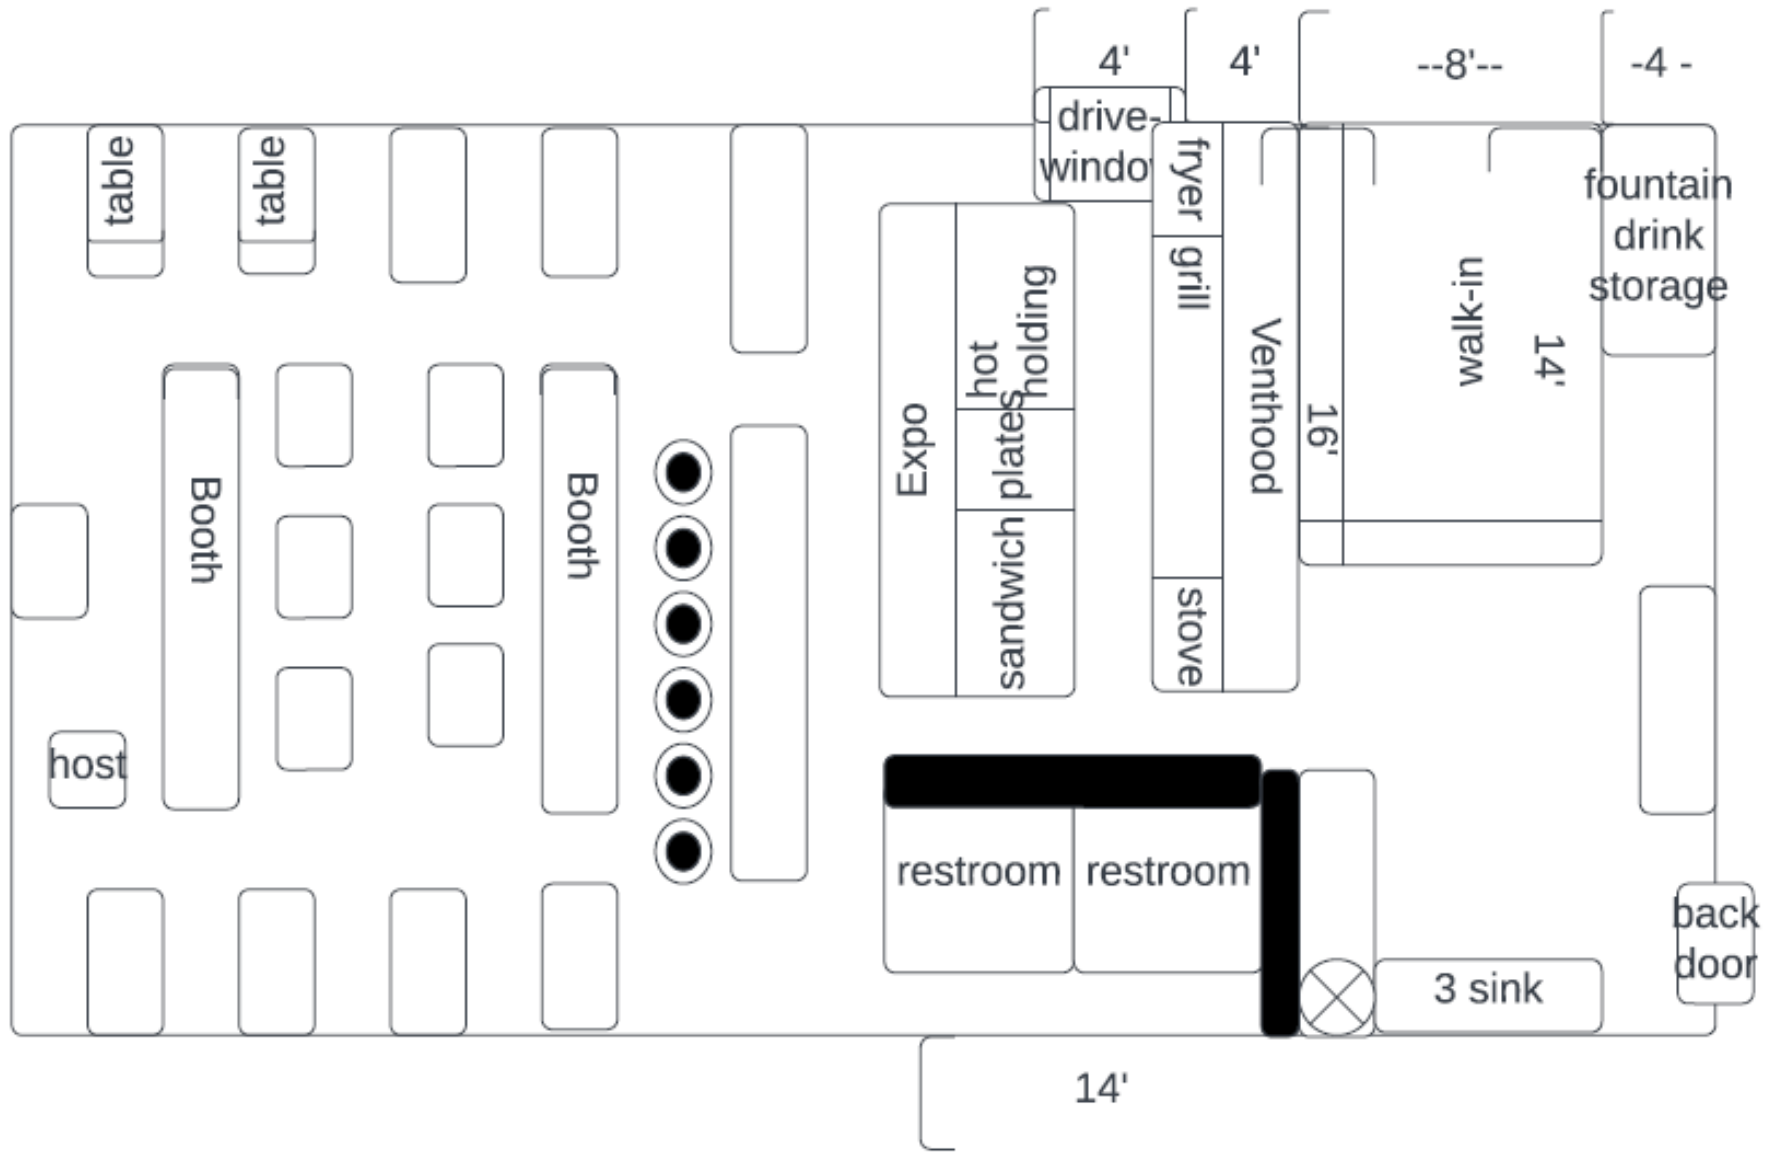 4'
4'
--8'--
-4 -
drive-
windo
table
table
fryer
fountain
drink
storage
grill
hot
holding
walk-in
14'
Venthood
16'
Expo
plates
Booth
Booth
sandwich
stove
host
restroom
restroom
back
door
3 sink
14'